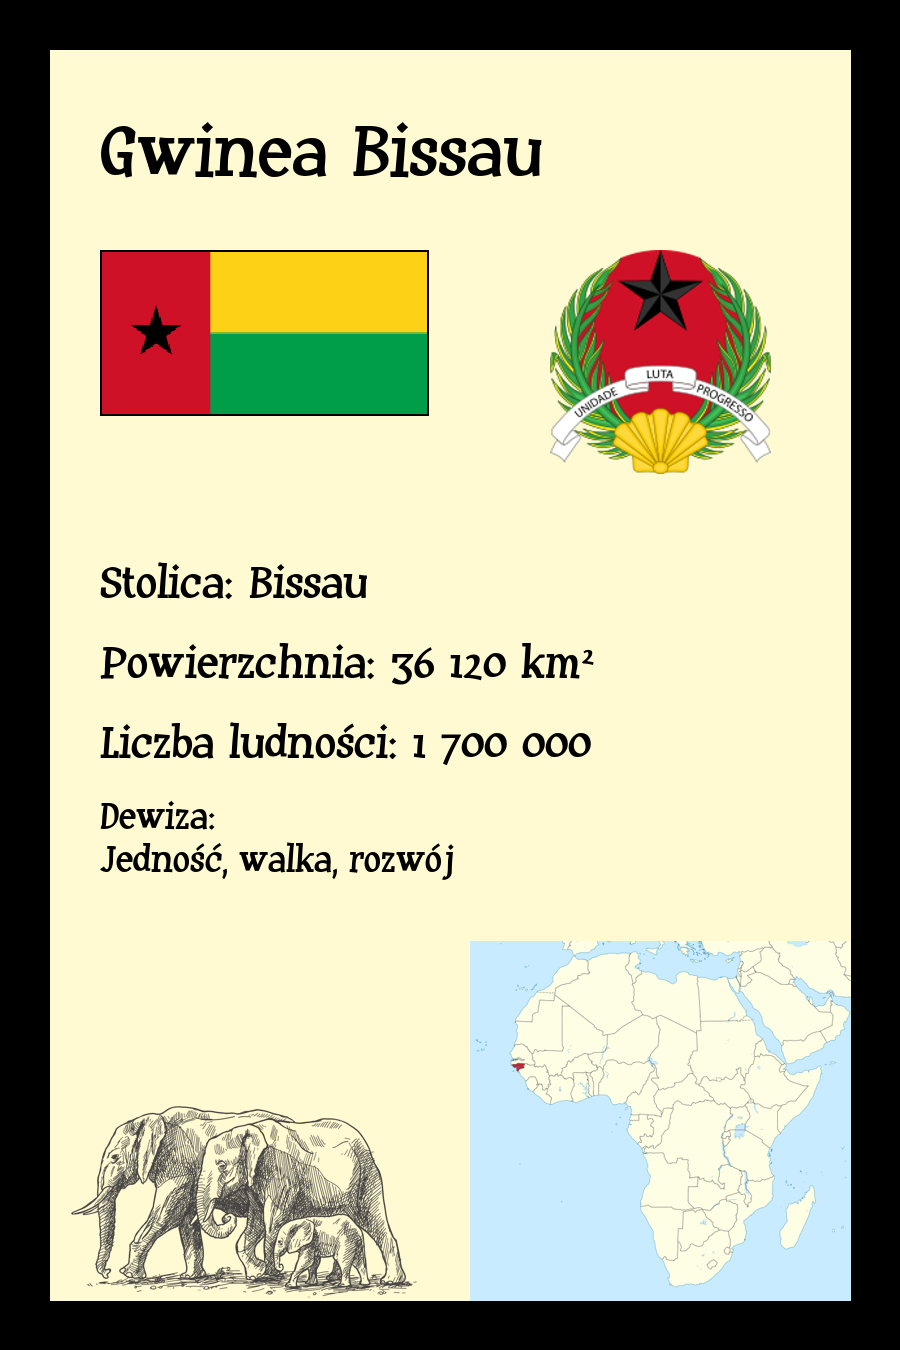 Gwinea Bissau
UNIDADE LUTA PROGRESSO
Stolica: Bissau
Powierzchnia: 36 120 km²
Liczba ludności: 1 700 000
Dewiza:
Jedność, walka, rozwój